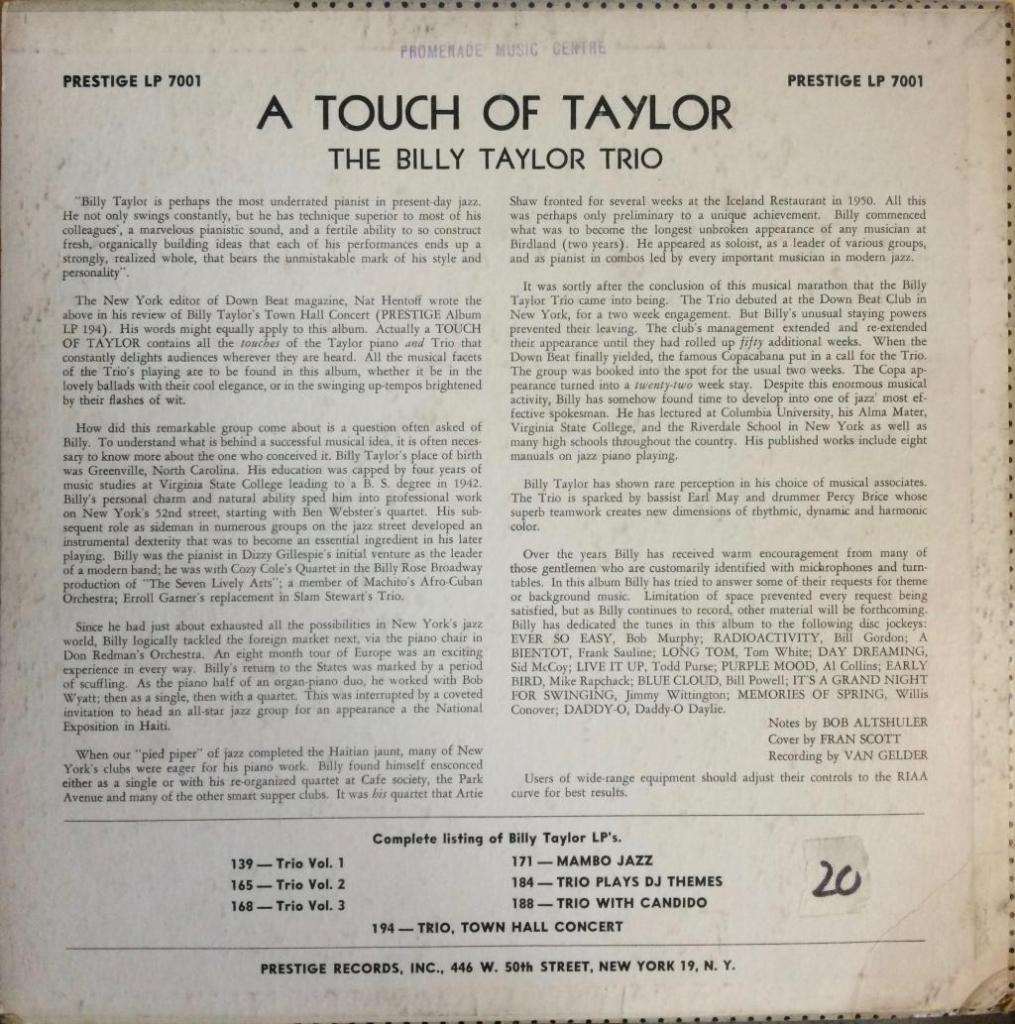 PROMENADE MUSIC CENTRE
PRESTIGE LP 7001
PRESTIGE LP 7001
A TOUCH OF TAYLOR
THE BILLY TAYLOR TRIO
"Billy Taylor is perhaps the most underrated pianist in present-day jazz.
He not only swings constantly, but he has technique superior to most of his
colleagues', a marvelous pianistic sound, and a fertile ability to so construct
fresh, organically building ideas that each of his performances ends up a
strongly, realized whole, that bears the unmistakable mark of his style and
personality".
The New York editor of Down Beat magazine, Nat Hentoff wrote the
above in his review of Billy Taylor's Town Hall Concert (PRESTIGE Album
LP 194). His words might equally apply to this album. Actually a TOUCH
OF TAYLOR contains all the touches of the Taylor piano and Trio that
constantly delights audiences wherever they are heard. All the musical facets
of the Trio's playing are to be found in this album, whether it be in the
lovely ballads with their cool elegance, or in the swinging up-tempos brightened
by their flashes of wit.
How did this remarkable group come about is a question often asked of
Billy. To understand what is behind a successful musical idea, it is often neces-
sary to know more about the one who conceived it. Billy Taylor's place of birth
was Greenville, North Carolina. His education was capped by four years of
music studies at Virginia State College leading to a B. S. degree in 1942.
Billy's personal charm and natural ability sped him into professional work
on New York's 52nd street, starting with Ben Webster's quartet. His sub-
sequent role as sideman in numerous groups on the jazz street developed an
instrumental dexterity that was to become an essential ingredient in his later
playing. Billy was the pianist in Dizzy Gillespie's initial venture as the leader
of a modern band; he was with Cozy Cole's Quartet in the Billy Rose Broadway
production of "The Seven Lively Arts"; a member of Machito's Afro-Cuban
Orchestra; Erroll Garner's replacement in Slam Stewart's Trio.
Since he had just about exhausted all the possibilities in New York's jazz
world, Billy logically tackled the foreign market next, via the piano chair in
Don Redman's Orchestra. An eight month tour of Europe was an exciting
experience in every way. Billy's return to the States was marked by a period
of scuffling. As the piano half of an organ-piano duo, he worked with Bob
Wyatt; then as a single, then with a quartet. This was interrupted by a coveted
invitation to head an all-star jazz group for an appearance a the National
Exposition in Haiti.
When our "pied piper" of jazz completed the Haitian jaunt, many of New
York's clubs were eager for his piano work. Billy found himself ensconced
either as a single or with his re-organized quartet at Cafe society, the Park
Avenue and many of the other smart supper clubs. It was his quartet that Artie
Shaw fronted for several weeks at the Iceland Restaurant in 1950. All this
was perhaps only preliminary to a unique achievement. Billy commenced
what was to become the longest unbroken appearance of any musician at
Birdland (two years). He appeared as soloist, as a leader of various groups,
and as pianist in combos led by every important musician in modern jazz.
It was sortly after the conclusion of this musical marathon that the Billy
Taylor Trio came into being. The Trio debuted at the Down Beat Club in
New York, for a two week engagement. But Billy's unusual staying powers
prevented their leaving. The club's management extended and re-extended
their appearance until they had rolled up fifty additional weeks. When the
Down Beat finally yielded, the famous Copacabana put in a call for the Trio.
The group was booked into the spot for the usual two weeks. The Copa ap-
pearance turned into a twenty-two week stay. Despite this enormous musical
activity, Billy has somehow found time to develop into one of jazz' most ef-
fective spokesman. He has lectured at Columbia University, his Alma Mater,
Virginia State College, and the Riverdale School in New York as well as
many high schools throughout the country. His published works include eight
manuals on jazz piano playing.
Billy Taylor has shown rare perception in his choice of musical associates.
The Trio is sparked by bassist Earl May and drummer Percy Brice whose
superb teamwork creates new dimensions of rhythmic, dynamic and harmonic
color.
Over the years Billy has received warm encouragement from many of
those gentlemen who are customarily identified with mickrophones and turn-
tables. In this album Billy has tried to answer some of their requests for theme
or background music. Limitation of space prevented every request being
satisfied, but as Billy continues to record, other material will be forthcoming.
Billy has dedicated the tunes in this album to the following disc jockeys:
EVER SO EASY, Bob Murphy; RADIOACTIVITY, Bill Gordon; A
BIENTOT, Frank Sauline; LONG TOM, Tom White; DAY DREAMING,
Sid McCoy; LIVE IT UP, Todd Purse; PURPLE MOOD, Al Collins; EARLY
BIRD, Mike Rapchack; BLUE CLOUD, Bill Powell; IT'S A GRAND NIGHT
FOR SWINGING, Jimmy Wittington; MEMORIES OF SPRING, Willis
Conover; DADDY-O, Daddy-O Daylie.
Notes by BOB ALTSHULER
Cover by FRAN SCOTT
Recording by VAN GELDER
Users of wide-range equipment should adjust their controls to the RIAA
curve for best results.
Complete listing of Billy Taylor LP's.
139 — Trio Vol. 1
165 — Trio Vol. 2
168 — Trio Vol. 3
171 — MAMBO JAZZ
184 — TRIO PLAYS DJ THEMES
188 — TRIO WITH CANDIDO
194 — TRIO, TOWN HALL CONCERT
20
PRESTIGE RECORDS, INC., 446 W. 50th STREET, NEW YORK 19, N. Y.